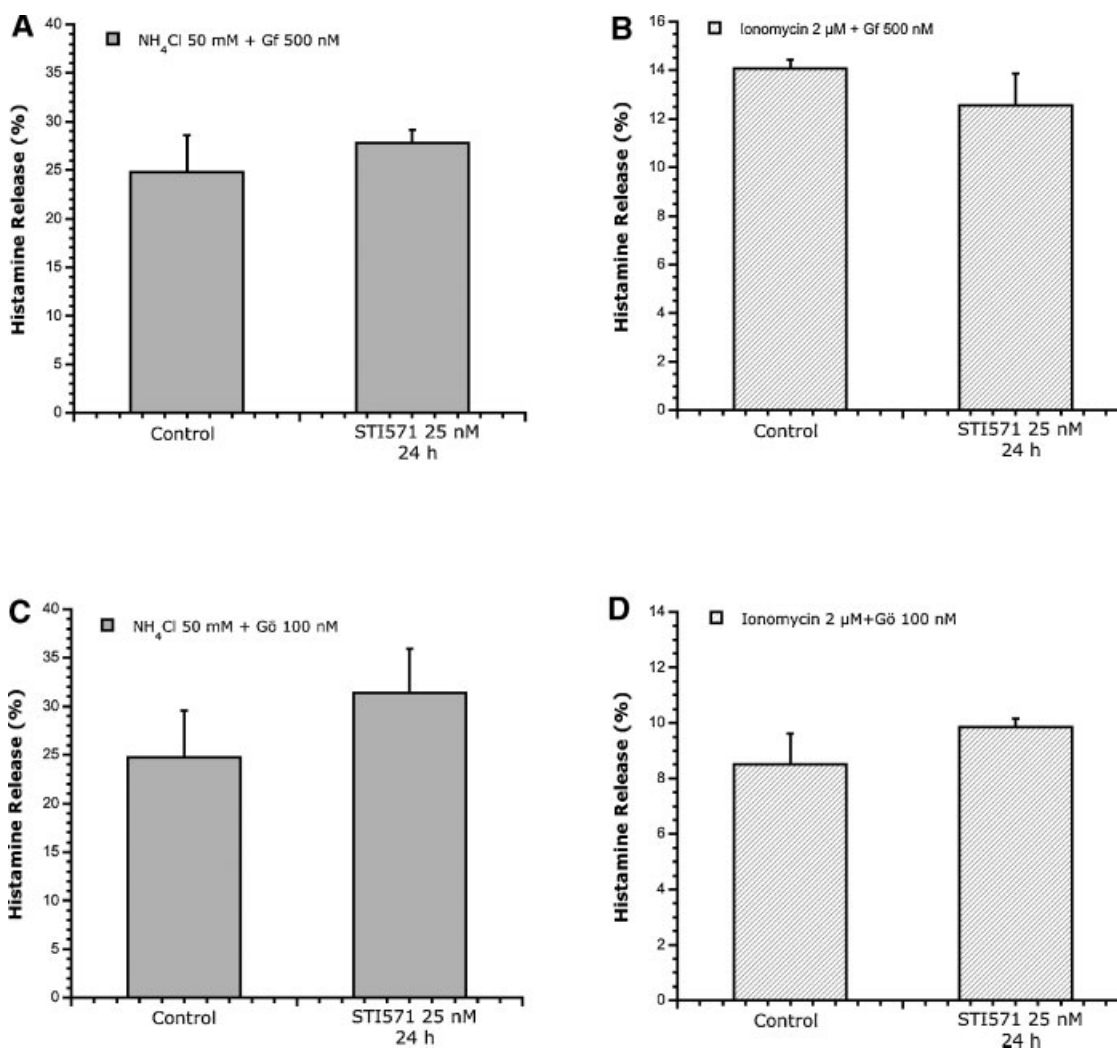 A
NH4Cl 50 mM + Gf 500 nM
Histamine Release (%)
40
35
30
25
20
15
10
5
0
Control
STI571 25 nM
24 h
B
Ionomycin 2 µM + Gf 500 nM
Histamine Release (%)
16
14
12
10
8
6
4
2
0
Control
STI571 25 nM
24 h
C
NH4Cl 50 mM + Gö 100 nM
Histamine Release (%)
40
35
30
25
20
15
10
5
0
Control
STI571 25 nM
24 h
D
Ionomycin 2 µM+Gö 100 nM
Histamine Release (%)
14
12
10
8
6
4
2
0
Control
STI571 25 nM
24 h